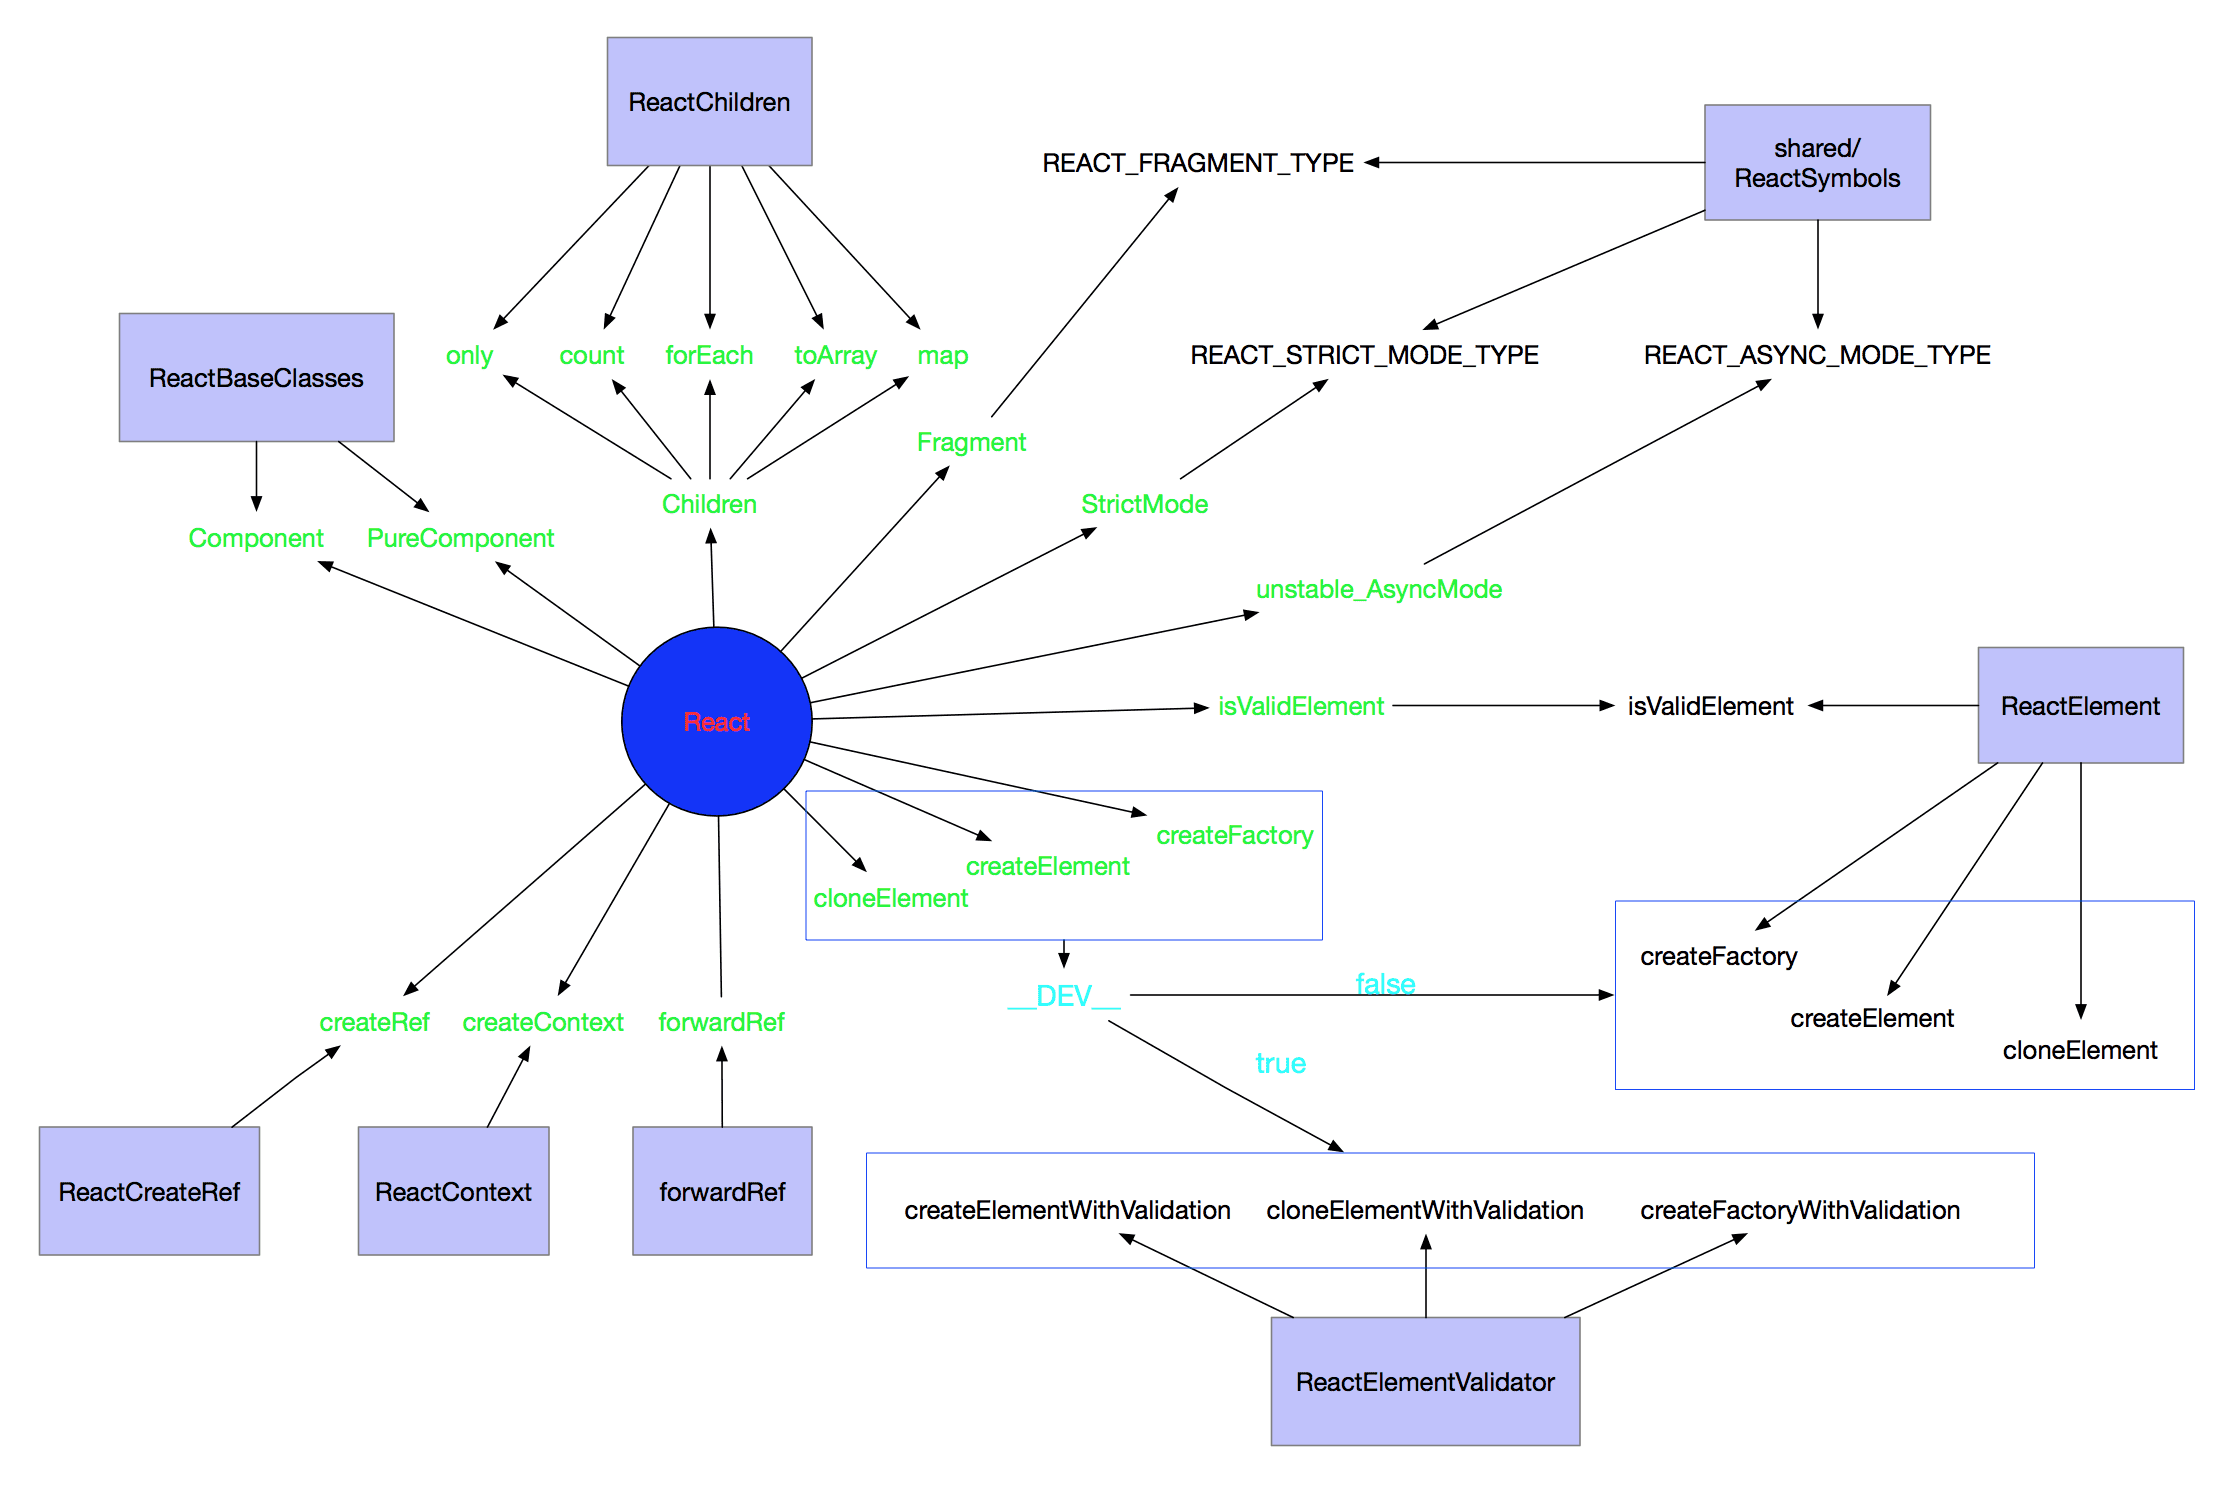 ReactChildren
shared/
ReactSymbols
REACT_FRAGMENT_TYPE
only
count
forEach
toArray
map
REACT_STRICT_MODE_TYPE
REACT_ASYNC_MODE_TYPE
ReactBaseClasses
Fragment
Children
StrictMode
Component
PureComponent
unstable_AsyncMode
React
isValidElement
isValidElement
ReactElement
createFactory
createElement
cloneElement
createFactory
createElement
cloneElement
__DEV__
false
true
createRef
createContext
forwardRef
ReactCreateRef
ReactContext
forwardRef
createElementWithValidation
cloneElementWithValidation
createFactoryWithValidation
ReactElementValidator